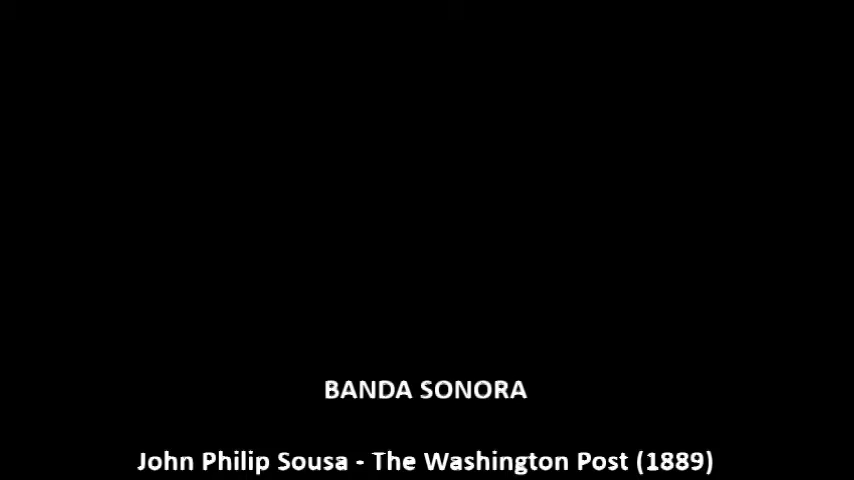 BANDA SONORA
John Philip Sousa - The Washington Post (1889)